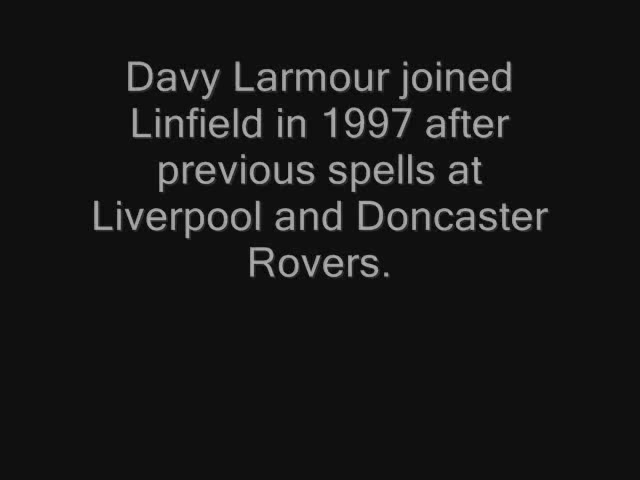 Davy Larmour joined
Linfield in 1997 after
previous spells at
Liverpool and Doncaster
Rovers.